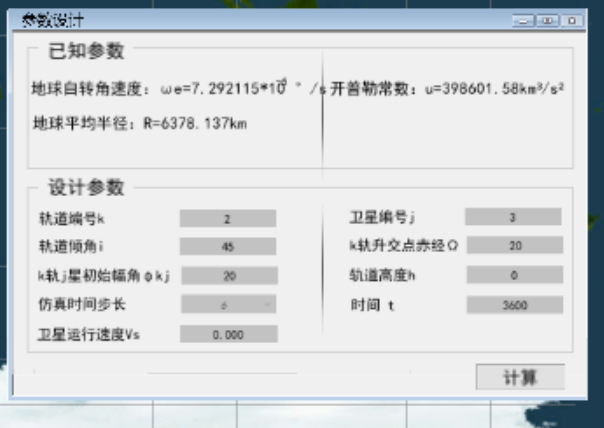 参数设计
已知参数
地球自转角速度：ωe=7.292115*10 ° /s 开普勒常数：u=398601.58km³/s²
地球平均半径：R=6378.137km
设计参数
轨道编号k 2 卫星编号j 3
轨道倾角i 45 k轨升交点赤经Ω 20
k轨j星初始幅角φkj 20 轨道高度h 0
仿真时间步长 6 时间 t 3600
卫星运行速度Vs 0.000
计算